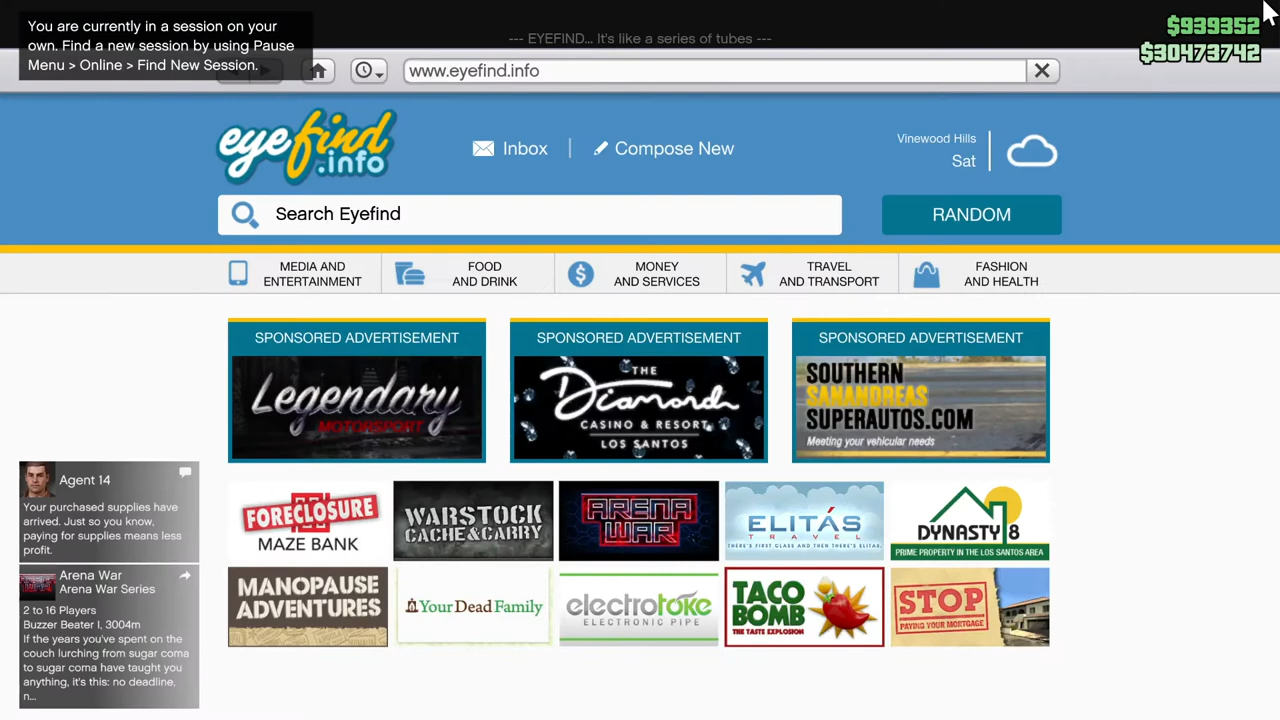 You are currently in a session on your
own. Find a new session by using Pause
Menu > Online > Find New Session.
--- EYEFIND... It's like a series of tubes ---
$939352
$30473742
www.eyefind.info
eyefind
.info
Inbox
Compose New
Vinewood Hills
Sat
Search Eyefind
RANDOM
MEDIA AND
ENTERTAINMENT
FOOD
AND DRINK
MONEY
AND SERVICES
TRAVEL
AND TRANSPORT
FASHION
AND HEALTH
SPONSORED ADVERTISEMENT
Legendary
MOTORSPORT
SPONSORED ADVERTISEMENT
THE
Diamond
CASINO & RESORT
LOS SANTOS
SPONSORED ADVERTISEMENT
SOUTHERN
SANANDREAS
SUPERAUTOS.COM
Meeting your vehicular needs
FORECLOSURE
MAZE BANK
WARSTOCK
CACHE & CARRY
ARENA
WAR
ELITÁS
TRAVEL
THERE'S FIRST CLASS AND THEN THERE'S ELITAS.
DYNASTY 8
PRIME PROPERTY IN THE LOS SANTOS AREA
MANOPAUSE
ADVENTURES
Your Dead Family
electrotoke
ELECTRONIC PIPE
TACO
BOMB
THE TASTE EXPLOSION
STOP
PAYING YOUR MORTGAGE
Agent 14
Your purchased supplies have
arrived. Just so you know,
paying for supplies means less
profit.
Arena War
Arena War Series
2 to 16 Players
Buzzer Beater I, 3004m
If the years you've spent on the
couch lurching from sugar coma
to sugar coma have taught you
anything, it's this: no deadline,
n...